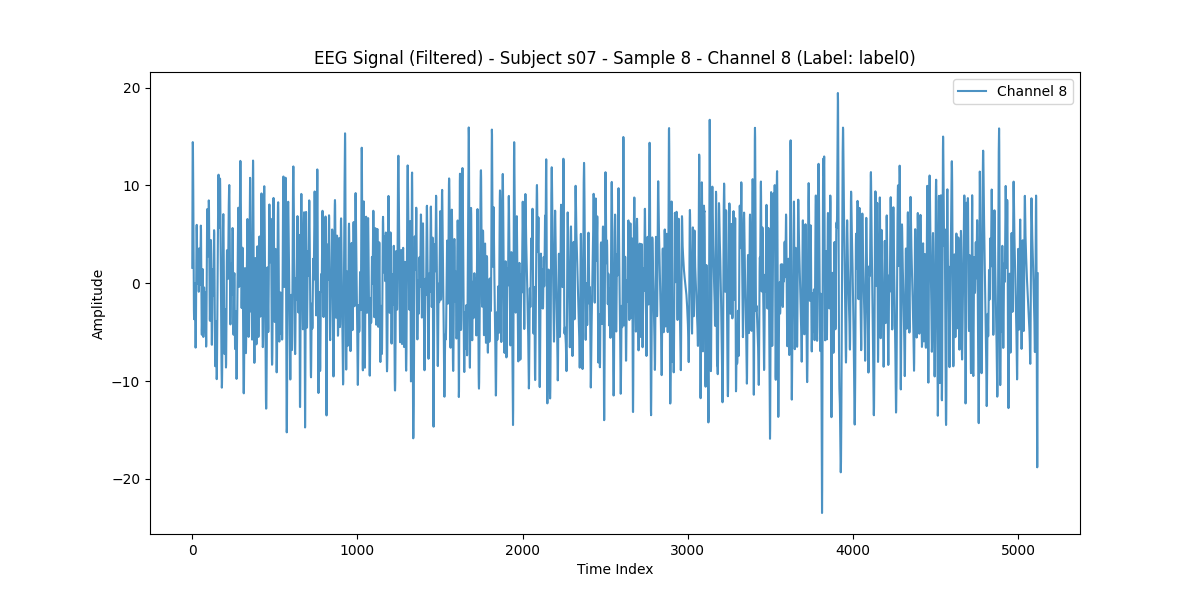 EEG Signal (Filtered) - Subject s07 - Sample 8 - Channel 8 (Label: label0)
Channel 8
20
10
0
−10
−20
Amplitude
0 1000 2000 3000 4000 5000
Time Index